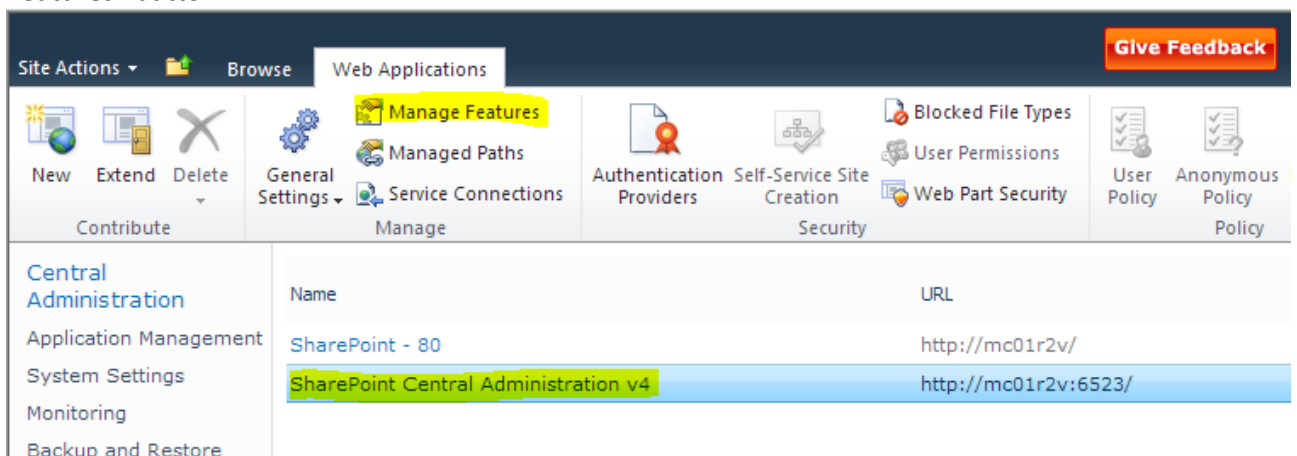 Give Feedback
Site Actions Browse Web Applications
Manage Features
Blocked File Types
Managed Paths
User Permissions
New Extend Delete General Settings Service Connections Authentication Providers Self-Service Site Creation Web Part Security User Policy Anonymous Policy
Contribute Manage Security Policy
Central Administration
Name URL
Application Management
SharePoint - 80 http://mc01r2v/
System Settings
SharePoint Central Administration v4 http://mc01r2v:6523/
Monitoring
Backup and Restore